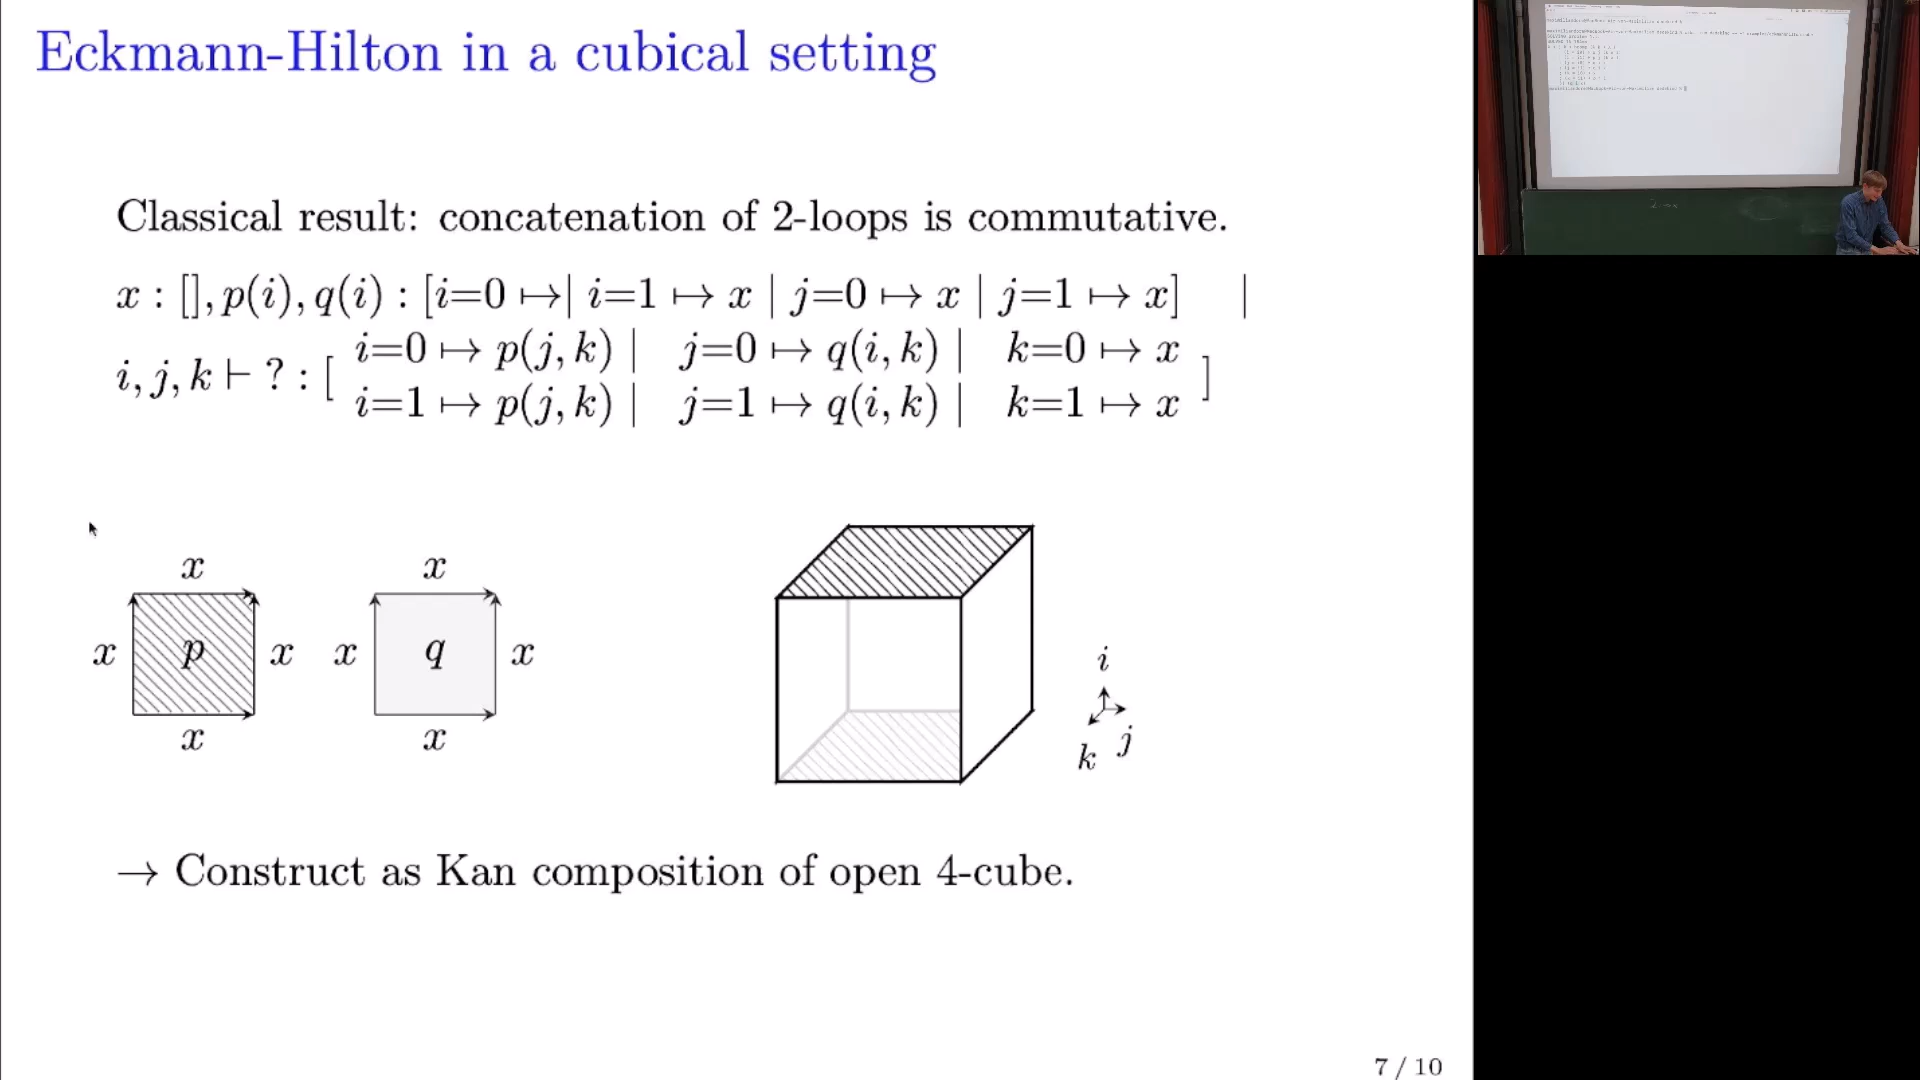 Eckmann-Hilton in a cubical setting
Classical result: concatenation of 2-loops is commutative.
x : [], p(i), q(i) : [i=0 ↦| i=1 ↦ x | j=0 ↦ x | j=1 ↦ x] |
i, j, k ⊢ ? : [ i=0 ↦ p(j, k) | j=0 ↦ q(i, k) | k=0 ↦ x
i=1 ↦ p(j, k) | j=1 ↦ q(i, k) | k=1 ↦ x ]
x x
x p x x q x
x x
i
j
k
→ Construct as Kan composition of open 4-cube.
7 / 10